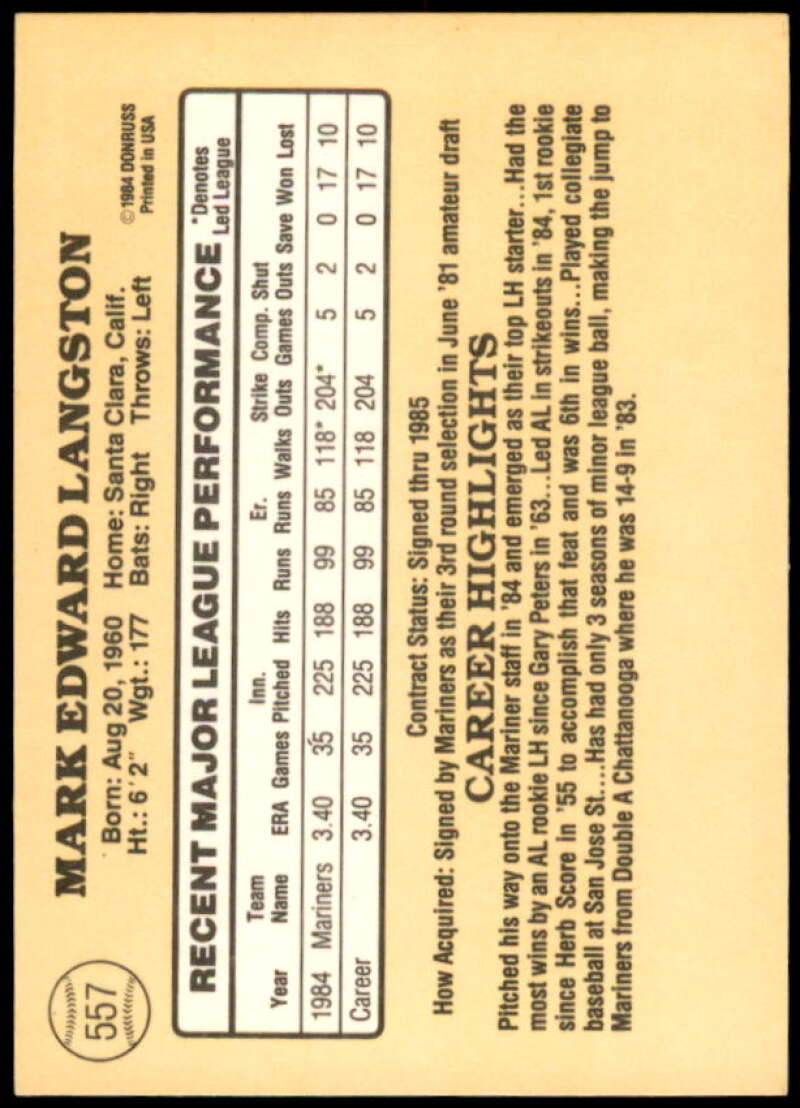 557
MARK EDWARD LANGSTON
Born: Aug 20, 1960 Home: Santa Clara, Calif.
Ht.: 6'2" Wgt.: 177 Bats: Right Throws: Left
©1984 DONRUSS
Printed in USA
RECENT MAJOR LEAGUE PERFORMANCE
*Denotes
Led League
Team Inn. Er. Strike Comp. Shut
Year Name ERA Games Pitched Hits Runs Runs Walks Outs Games Outs Save Won Lost
1984 Mariners 3.40 35 225 188 99 85 118* 204* 5 2 0 17 10
Career 3.40 35 225 188 99 85 118 204 5 2 0 17 10
Contract Status: Signed thru 1985
How Acquired: Signed by Mariners as their 3rd round selection in June '81 amateur draft
CAREER HIGHLIGHTS
Pitched his way onto the Mariner staff in '84 and emerged as their top LH starter...Had the
most wins by an AL rookie LH since Gary Peters in '63...Led AL in strikeouts in '84, 1st rookie
since Herb Score in '55 to accomplish that feat and was 6th in wins...Played collegiate
baseball at San Jose St....Has had only 3 seasons of minor league ball, making the jump to
Mariners from Double A Chattanooga where he was 14-9 in '83.